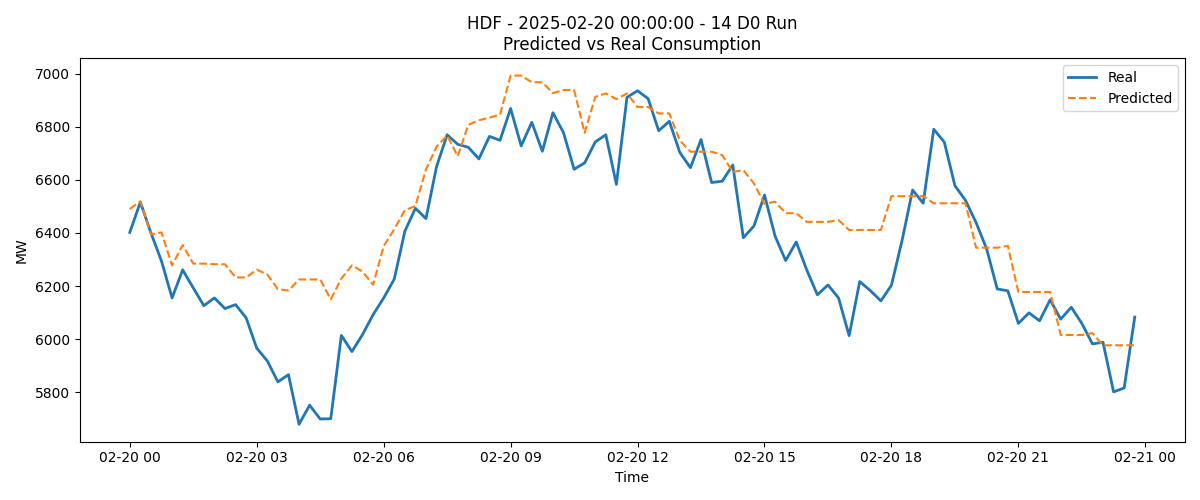 HDF - 2025-02-20 00:00:00 - 14 D0 Run
Predicted vs Real Consumption
7000
6800
6600
6400
6200
6000
5800
MW
Real
Predicted
02-20 00
02-20 03
02-20 06
02-20 09
02-20 12
02-20 15
02-20 18
02-20 21
02-21 00
Time